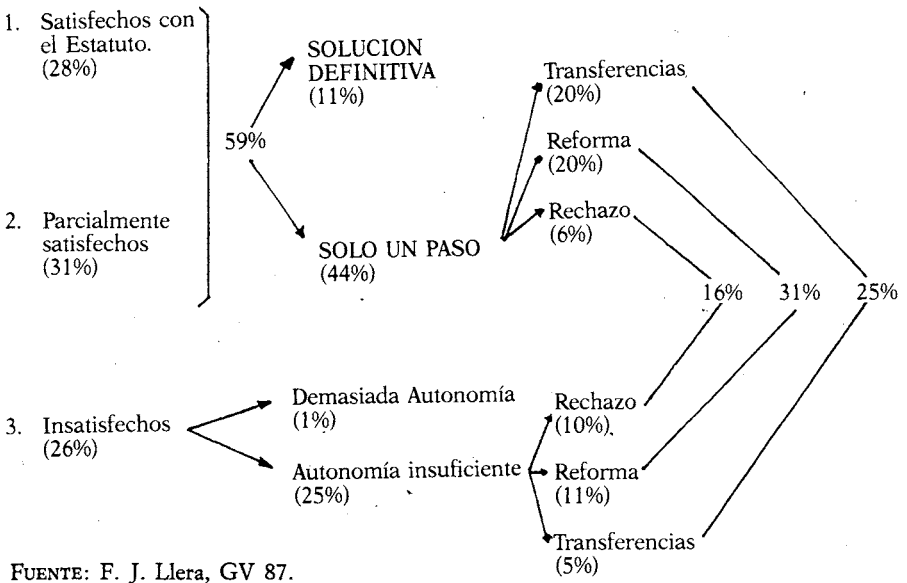 1. Satisfechos con
el Estatuto.
(28%)
59%
2. Parcialmente
satisfechos
(31%)
SOLUCION
DEFINITIVA
(11%)
SOLO UN PASO
(44%)
Transferencias
(20%)
Reforma
(20%)
Rechazo
(6%)
16% 31% 25%
3. Insatisfechos
(26%)
Demasiada Autonomía
(1%)
Autonomía insuficiente
(25%)
Rechazo
(10%)
Reforma
(11%)
Transferencias
(5%)
FUENTE: F. J. Llera, GV 87.